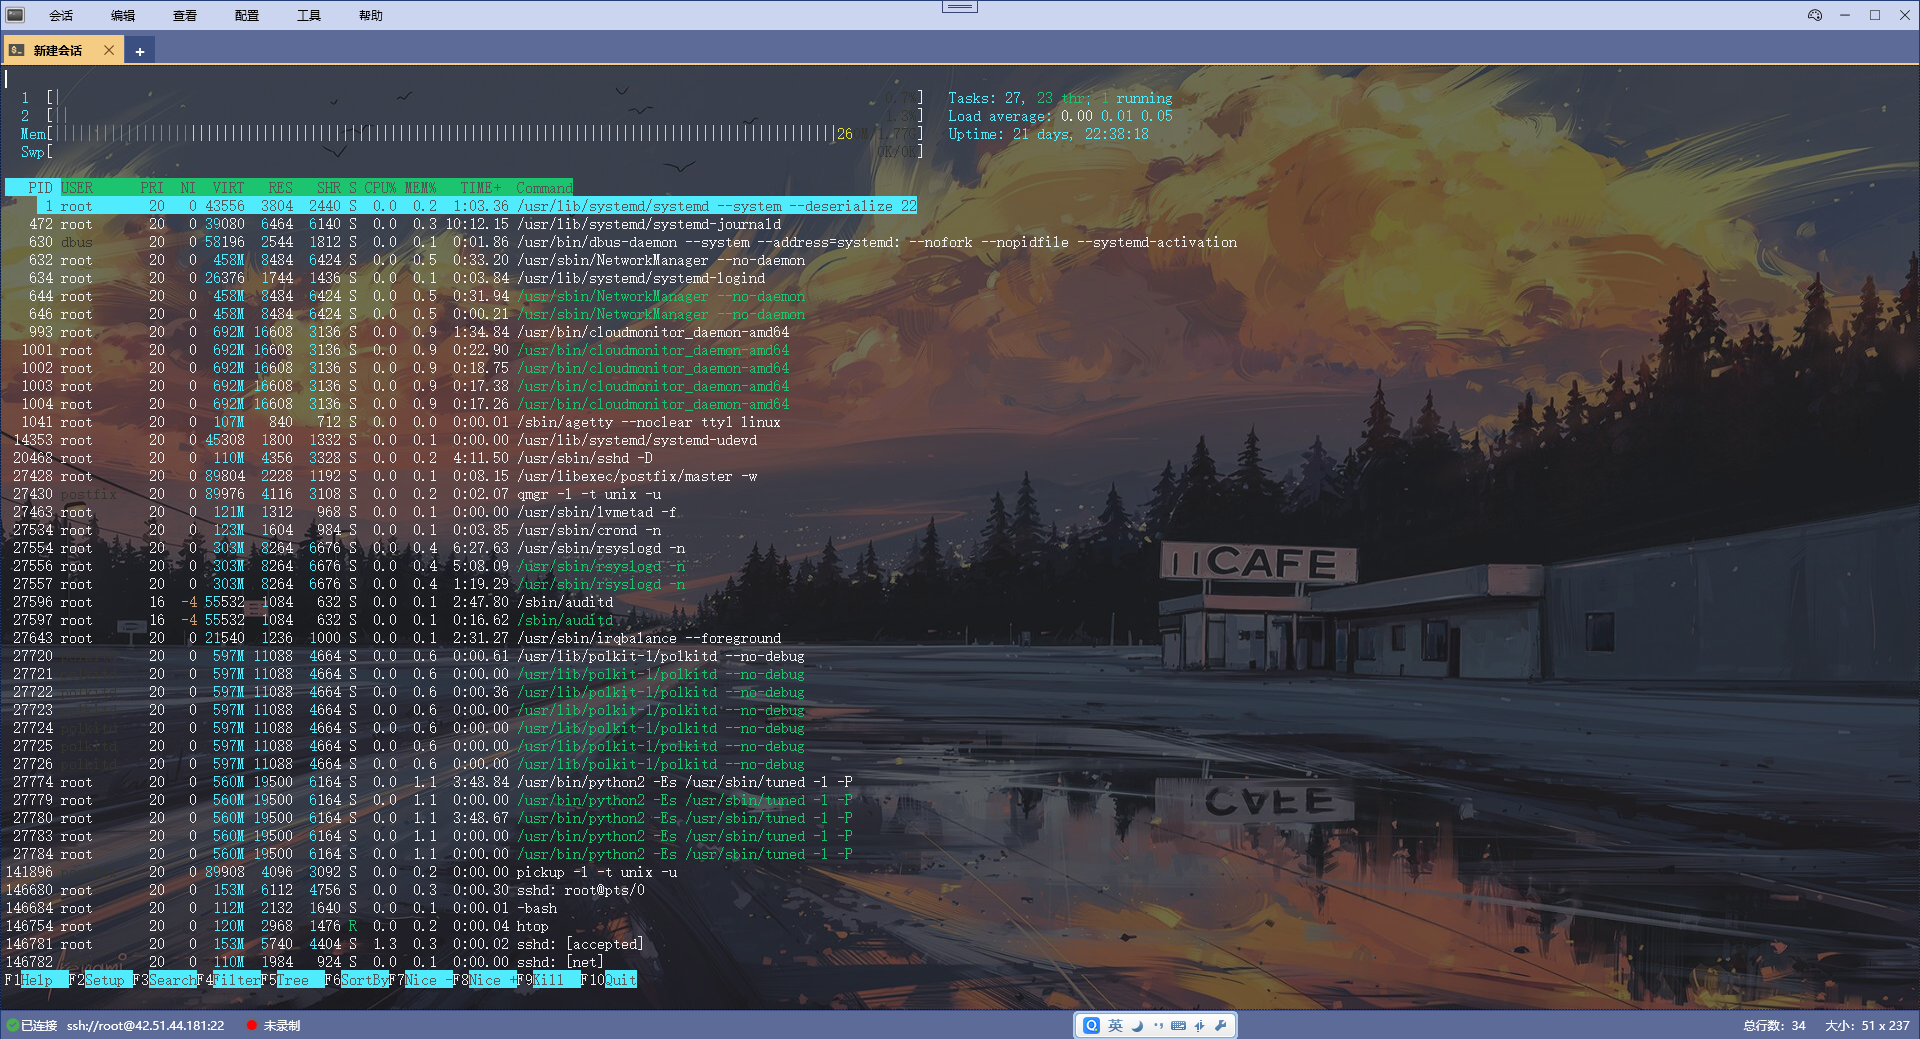 会话 编辑 查看 配置 工具 帮助
新建会话
1 [| ]
2 [|| ]
Mem[ 26 ]
Swp[ 0K/0K]
Tasks: 27, 23 thr; 1 running
Load average: 0.00 0.01 0.05
Uptime: 21 days, 22:38:18
PID USER PRI NI VIRT RES SHR S CPU% MEM% TIME+ Command
1 root 20 0 43556 3804 2440 S 0.0 0.2 1:03.36 /usr/lib/systemd/systemd --system --deserialize 22
472 root 20 0 39080 6464 6140 S 0.0 0.3 10:12.15 /usr/lib/systemd/systemd-journald
630 dbus 20 0 58196 2544 1812 S 0.0 0.1 0:01.86 /usr/bin/dbus-daemon --system --address=systemd: --nofork --nopidfile --systemd-activation
632 root 20 0 458M 8484 6424 S 0.0 0.5 0:33.20 /usr/sbin/NetworkManager --no-daemon
634 root 20 0 26376 1744 1436 S 0.0 0.1 0:03.84 /usr/lib/systemd/systemd-logind
644 root 20 0 458M 8484 6424 S 0.0 0.5 0:31.94 /usr/sbin/NetworkManager --no-daemon
646 root 20 0 458M 8484 6424 S 0.0 0.5 0:00.21 /usr/sbin/NetworkManager --no-daemon
993 root 20 0 692M 16608 3136 S 0.0 0.9 1:34.84 /usr/bin/cloudmonitor_daemon-amd64
1001 root 20 0 692M 16608 3136 S 0.0 0.9 0:22.90 /usr/bin/cloudmonitor_daemon-amd64
1002 root 20 0 692M 16608 3136 S 0.0 0.9 0:18.75 /usr/bin/cloudmonitor_daemon-amd64
1003 root 20 0 692M 16608 3136 S 0.0 0.9 0:17.38 /usr/bin/cloudmonitor_daemon-amd64
1004 root 20 0 692M 16608 3136 S 0.0 0.9 0:17.26 /usr/bin/cloudmonitor_daemon-amd64
1041 root 20 0 107M 840 712 S 0.0 0.0 0:00.01 /sbin/agetty --noclear tty1 linux
14353 root 20 0 45308 1800 1332 S 0.0 0.1 0:00.00 /usr/lib/systemd/systemd-udevd
20468 root 20 0 110M 4356 3328 S 0.0 0.2 4:11.50 /usr/sbin/sshd -D
27428 root 20 0 89804 2228 1192 S 0.0 0.1 0:08.15 /usr/libexec/postfix/master -w
27430 postfix 20 0 89976 4116 3108 S 0.0 0.2 0:02.07 qmgr -l -t unix -u
27463 root 20 0 121M 1312 968 S 0.0 0.1 0:00.00 /usr/sbin/lvmetad -f
27534 root 20 0 123M 1604 984 S 0.0 0.1 0:03.85 /usr/sbin/crond -n
27554 root 20 0 303M 8264 6676 S 0.0 0.4 6:27.63 /usr/sbin/rsyslogd -n
27556 root 20 0 303M 8264 6676 S 0.0 0.4 5:08.09 /usr/sbin/rsyslogd -n
27557 root 20 0 303M 8264 6676 S 0.0 0.4 1:19.29 /usr/sbin/rsyslogd -n
27596 root 16 -4 55532 1084 632 S 0.0 0.1 2:47.80 /sbin/auditd
27597 root 16 -4 55532 1084 632 S 0.0 0.1 0:16.62 /sbin/auditd
27643 root 20 0 21540 1236 1000 S 0.0 0.1 2:31.27 /usr/sbin/irqbalance --foreground
27720 20 0 597M 11088 4664 S 0.0 0.6 0:00.61 /usr/lib/polkit-1/polkitd --no-debug
27721 20 0 597M 11088 4664 S 0.0 0.6 0:00.00 /usr/lib/polkit-1/polkitd --no-debug
27722 polkitd 20 0 597M 11088 4664 S 0.0 0.6 0:00.36 /usr/lib/polkit-1/polkitd --no-debug
27723 20 0 597M 11088 4664 S 0.0 0.6 0:00.00 /usr/lib/polkit-1/polkitd --no-debug
27724 polkitd 20 0 597M 11088 4664 S 0.0 0.6 0:00.00 /usr/lib/polkit-1/polkitd --no-debug
27725 polkitd 20 0 597M 11088 4664 S 0.0 0.6 0:00.00 /usr/lib/polkit-1/polkitd --no-debug
27726 polkitd 20 0 597M 11088 4664 S 0.0 0.6 0:00.00 /usr/lib/polkit-1/polkitd --no-debug
27774 root 20 0 560M 19500 6164 S 0.0 1.1 3:48.84 /usr/bin/python2 -Es /usr/sbin/tuned -l -P
27779 root 20 0 560M 19500 6164 S 0.0 1.1 0:00.00 /usr/bin/python2 -Es /usr/sbin/tuned -l -P
27780 root 20 0 560M 19500 6164 S 0.0 1.1 3:48.67 /usr/bin/python2 -Es /usr/sbin/tuned -l -P
27783 root 20 0 560M 19500 6164 S 0.0 1.1 0:00.00 /usr/bin/python2 -Es /usr/sbin/tuned -l -P
27784 root 20 0 560M 19500 6164 S 0.0 1.1 0:00.00 /usr/bin/python2 -Es /usr/sbin/tuned -l -P
141896 20 0 89908 4096 3092 S 0.0 0.2 0:00.00 pickup -l -t unix -u
146680 root 20 0 153M 6112 4756 S 0.0 0.3 0:00.30 sshd: root@pts/0
146684 root 20 0 112M 2132 1640 S 0.0 0.1 0:00.01 -bash
146754 root 20 0 120M 2968 1476 R 0.0 0.2 0:00.04 htop
146781 root 20 0 153M 5740 4404 S 1.3 0.3 0:00.02 sshd: [accepted]
146782 20 0 110M 1984 924 S 0.0 0.1 0:00.00 sshd: [net]
F1Help F2Setup F3SearchF4FilterF5Tree F6SortByF7Nice -F8Nice +F9Kill F10Quit
CAFE
已连接 ssh://root@42.51.44.181:22 未录制
英
总行数: 34 大小: 51 x 237